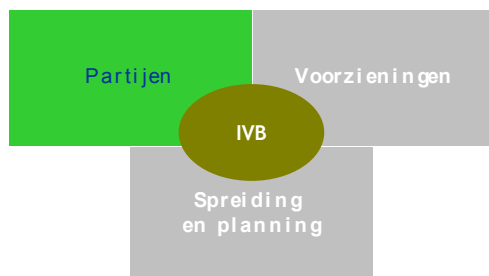 Partijen
Voorzieningen
IVB
Spreiding
en planning